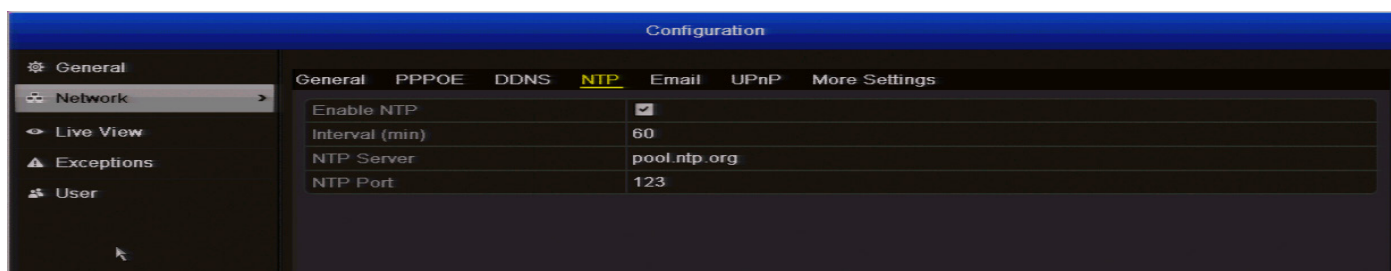 Configuration
General
Network
Live View
Exceptions
User
General PPPOE DDNS NTP Email UPnP More Settings
Enable NTP
Interval (min) 60
NTP Server pool.ntp.org
NTP Port 123